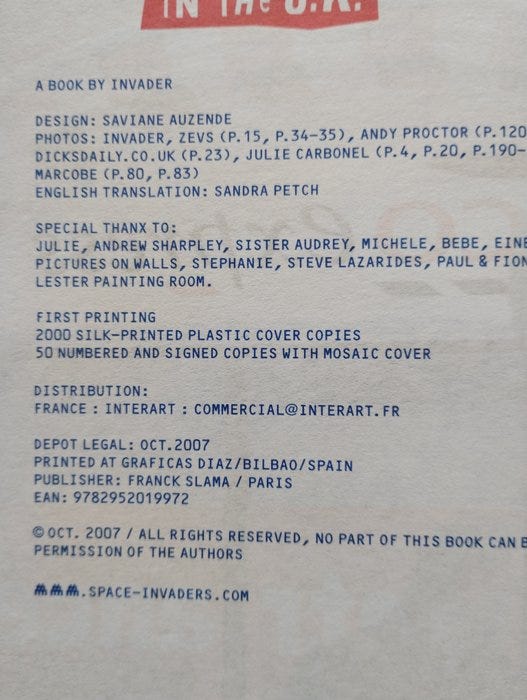 IN THE U.K.
A BOOK BY INVADER
DESIGN: SAVIANE AUZENDE
PHOTOS: INVADER, ZEVS (P.15, P.34-35), ANDY PROCTOR (P.120
DICKSDAILY.CO.UK (P.23), JULIE CARBONEL (P.4, P.20, P.190-
MARCOBE (P.80, P.83)
ENGLISH TRANSLATION: SANDRA PETCH
SPECIAL THANX TO:
JULIE, ANDREW SHARPLEY, SISTER AUDREY, MICHELE, BEBE, EINE
PICTURES ON WALLS, STEPHANIE, STEVE LAZARIDES, PAUL & FION
LESTER PAINTING ROOM.
FIRST PRINTING
2000 SILK-PRINTED PLASTIC COVER COPIES
50 NUMBERED AND SIGNED COPIES WITH MOSAIC COVER
DISTRIBUTION:
FRANCE : INTERART : COMMERCIAL@INTERART.FR
DEPOT LEGAL: OCT.2007
PRINTED AT GRAFICAS DIAZ/BILBAO/SPAIN
PUBLISHER: FRANCK SLAMA / PARIS
EAN: 9782952019972
© OCT. 2007 / ALL RIGHTS RESERVED, NO PART OF THIS BOOK CAN B
PERMISSION OF THE AUTHORS
.SPACE-INVADERS.COM